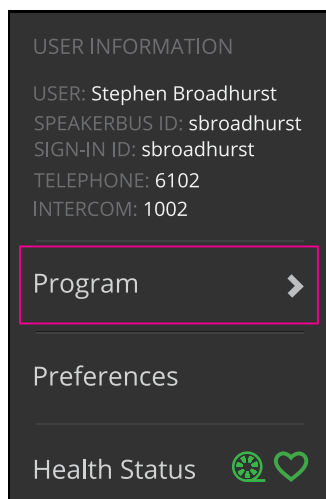 USER INFORMATION
USER: Stephen Broadhurst
SPEAKERBUS ID: sbroadhurst
SIGN-IN ID: sbroadhurst
TELEPHONE: 6102
INTERCOM: 1002
Program
Preferences
Health Status